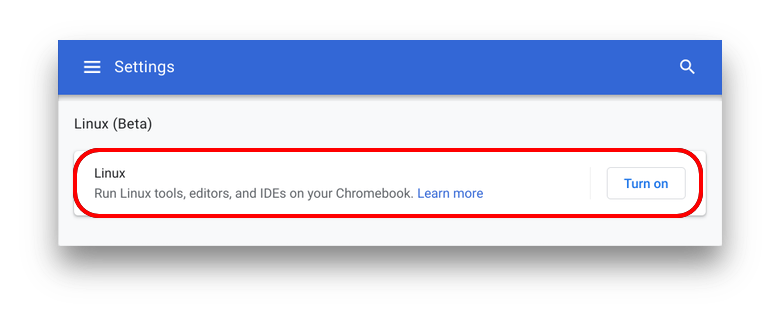 Settings
Linux (Beta)
Linux
Run Linux tools, editors, and IDEs on your Chromebook. Learn more
Turn on